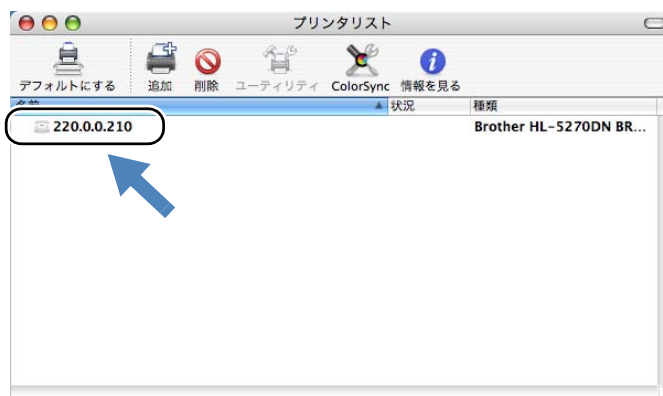 プリンタリスト
デフォルトにする 追加 削除 ユーティリティ ColorSync 情報を見る
名前 状況 種類
220.0.0.210 Brother HL-5270DN BR...